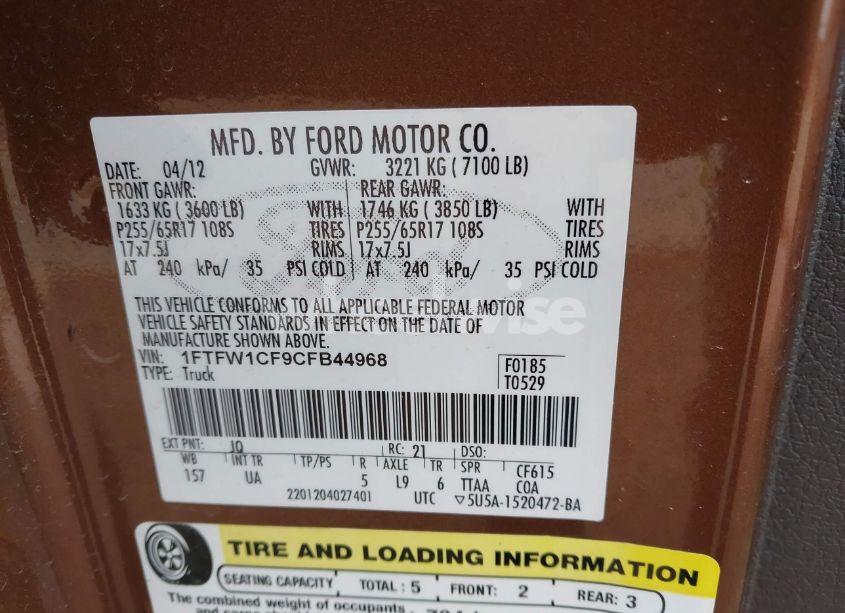 MFD. BY FORD MOTOR CO.
DATE: 04/12 GVWR: 3221 KG ( 7100 LB)
FRONT GAWR: REAR GAWR:
1633 KG ( 3600 LB) WITH 1746 KG ( 3850 LB) WITH
P255/65R17 108S TIRES P255/65R17 108S TIRES
17x7.5J RIMS 17x7.5J RIMS
AT 240 kPa/ 35 PSI COLD AT 240 kPa/ 35 PSI COLD
THIS VEHICLE CONFORMS TO ALL APPLICABLE FEDERAL MOTOR
VEHICLE SAFETY STANDARDS IN EFFECT ON THE DATE OF
MANUFACTURE SHOWN ABOVE.
VIN: 1FTFW1CF9CFB44968 F0185
TYPE: Truck T0529
EXT PNT: JQ RC: 21 DSO:
WB INT TR TP/PS R AXLE TR SPR CF615
157 UA 5 L9 6 TTAA COA
2201204027401 UTC ▽5U5A-1520472-BA
TIRE AND LOADING INFORMATION
SEATING CAPACITY TOTAL : 5 FRONT: 2 REAR: 3
The combined weight of occupants